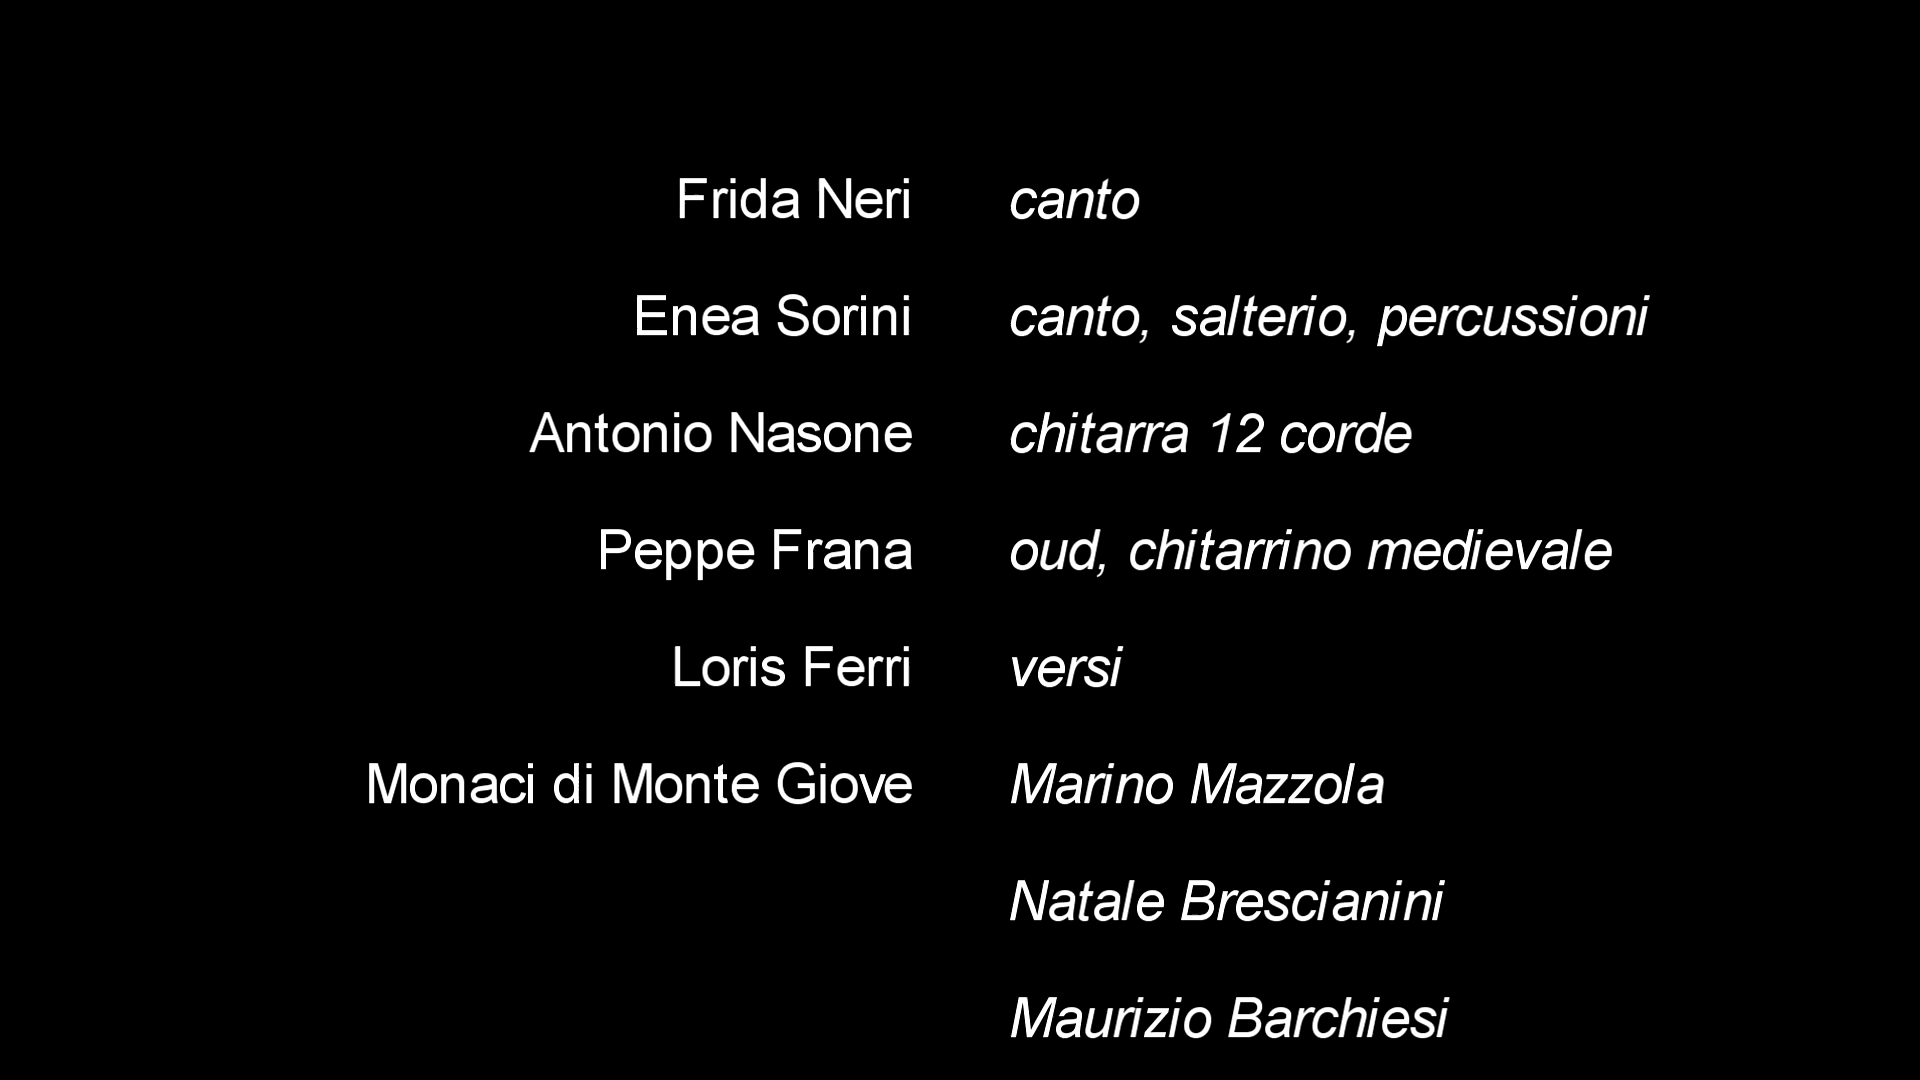 Frida Neri canto
Enea Sorini canto, salterio, percussioni
Antonio Nasone chitarra 12 corde
Peppe Frana oud, chitarrino medievale
Loris Ferri versi
Monaci di Monte Giove Marino Mazzola
Natale Brescianini
Maurizio Barchiesi